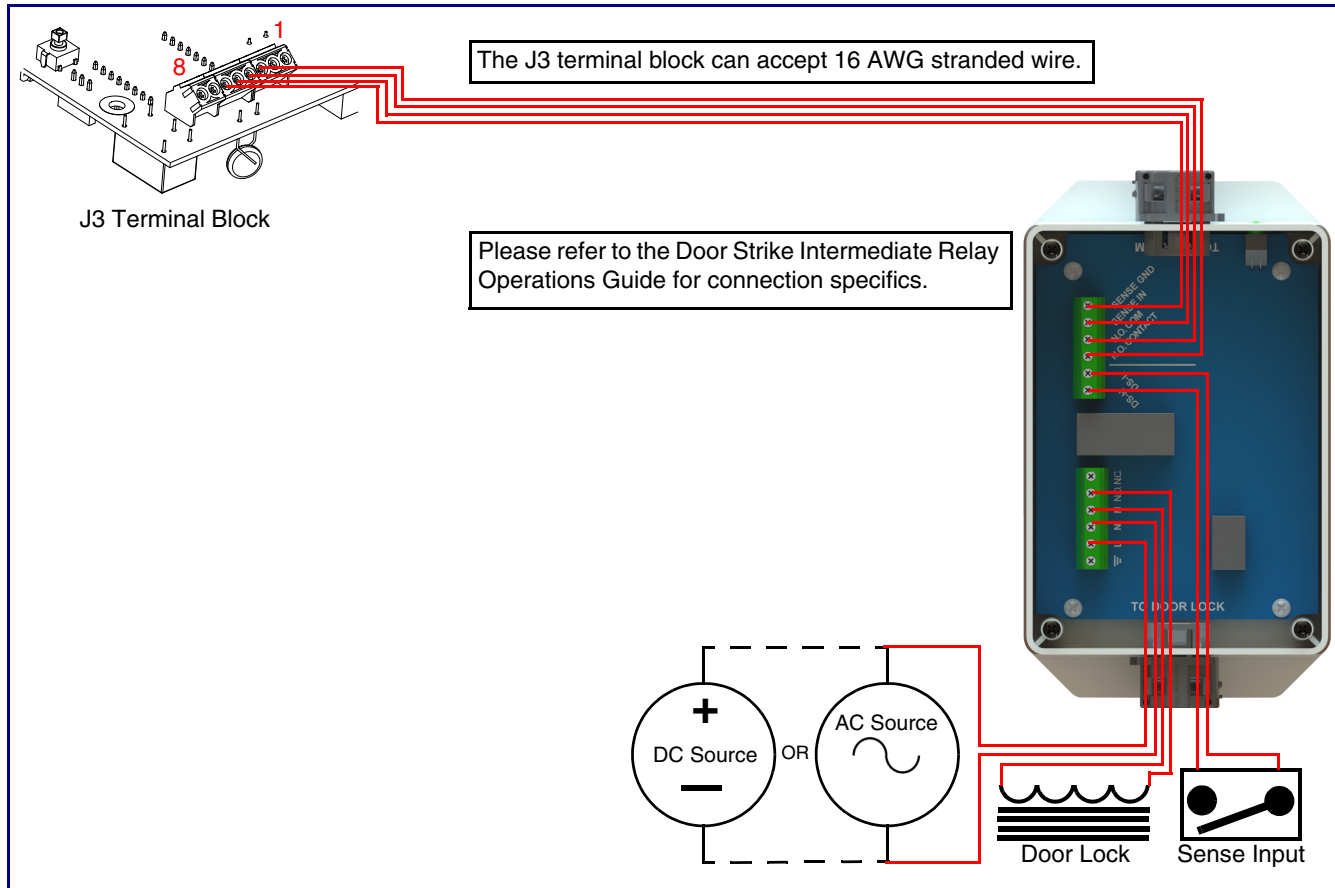 1
8
The J3 terminal block can accept 16 AWG stranded wire.
J3 Terminal Block
Please refer to the Door Strike Intermediate Relay
Operations Guide for connection specifics.
SENSE GND
SENSE IN
N.O. COM
N.O. CONTACT
DS-1
N.C.
N.O.
N
L
TO DOOR LOCK
+
DC Source
OR
AC Source
Door Lock
Sense Input